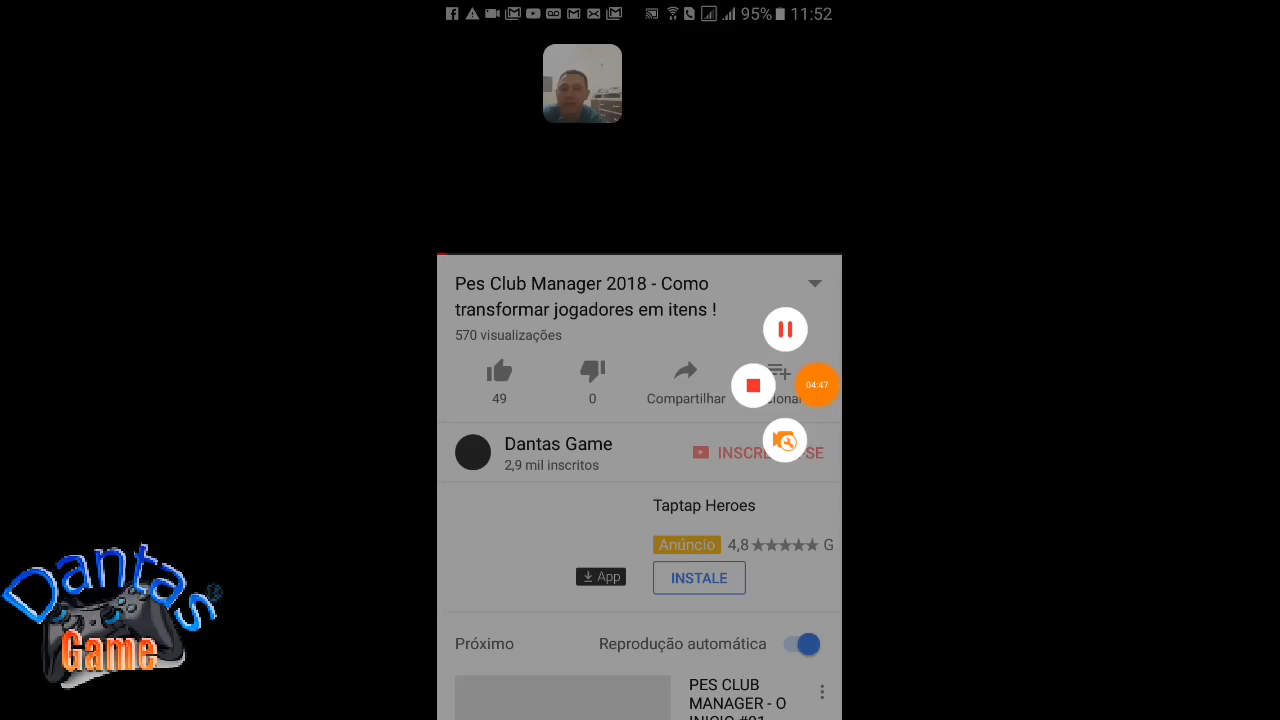 95% 11:52
Pes Club Manager 2018 - Como
transformar jogadores em itens !
570 visualizações
49
0
Compartilhar
04:47
Dantas Game
2,9 mil inscritos
Taptap Heroes
Anúncio 4,8 ★★★★★ G
App
INSTALE
Próximo
Reprodução automática
PES CLUB
MANAGER - O
INICIO #01
Dantas
Game